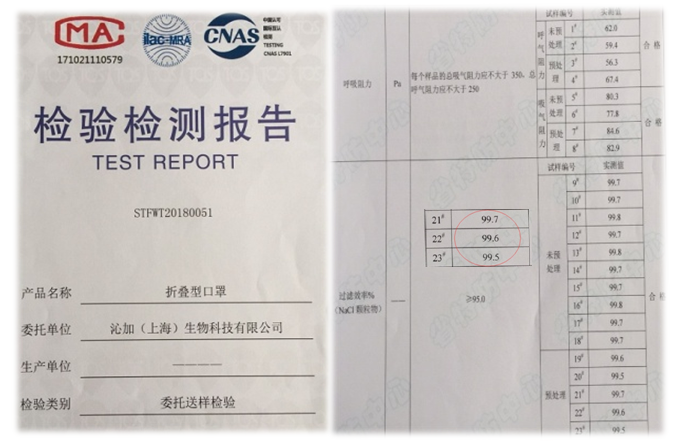 CMA
171021110579
ilac-MRA
CNAS
中国认可
国际互认
检测
TESTING
CNAS L7901
检验检测报告
TEST REPORT
STFWT20180051
产品名称 折叠型口罩
委托单位 沁加（上海）生物科技有限公司
生产单位 ————
检验类别 委托送样检验
试样编号 实测值
呼吸阻力
Pa
每个样品的总吸气阻力应不大于 350，总
呼气阻力应不大于250
呼气阻力
未预处理
1# 62.0
2# 59.4
预处理
3# 56.3
4# 67.4
合格
吸气阻力
未预处理
5# 80.3
6# 77.8
预处理
7# 84.6
8# 82.9
合格
试样编号 实测值
过滤效率%
（NaCl 颗粒物）
——
≥95.0
21# 99.7
22# 99.6
23# 99.5
未预处理
9# 99.7
10# 99.7
11# 99.8
12# 99.7
13# 99.8
14# 99.7
15# 99.7
16# 99.8
17# 99.7
18# 99.7
合格
预处理
19# 99.6
20# 99.5
21# 99.7
22# 99.6
23# 99.5